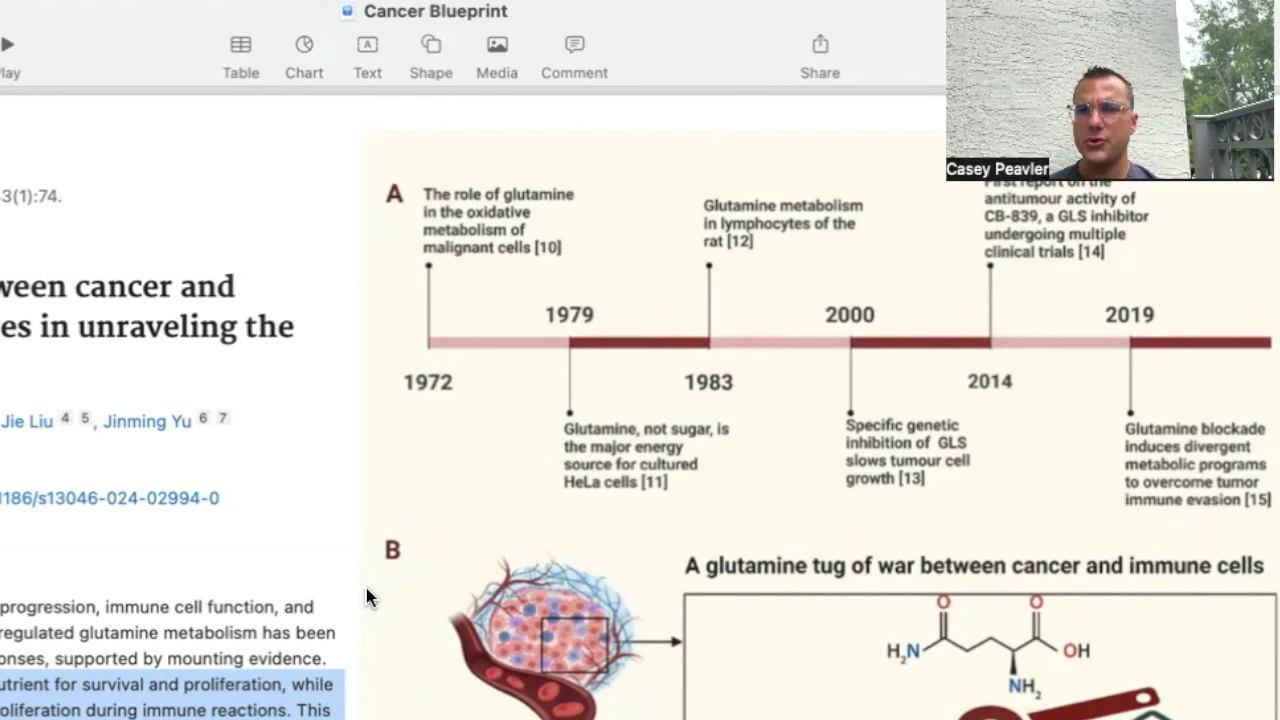 Cancer Blueprint
lay
Table
Chart
Text
Shape
Media
Comment
Share
Casey Peavler
3(1):74.
ween cancer and
es in unraveling the
Jie Liu 4 5 , Jinming Yu 6 7
1186/s13046-024-02994-0
progression, immune cell function, and
regulated glutamine metabolism has been
onses, supported by mounting evidence.
utrient for survival and proliferation, while
oliferation during immune reactions. This
A
The role of glutamine
in the oxidative
metabolism of
malignant cells [10]
Glutamine metabolism
in lymphocytes of the
rat [12]
First report on the
antitumour activity of
CB-839, a GLS inhibitor
undergoing multiple
clinical trials [14]
1979
2000
2019
1972
1983
2014
Glutamine, not sugar, is
the major energy
source for cultured
HeLa cells [11]
Specific genetic
inhibition of GLS
slows tumour cell
growth [13]
Glutamine blockade
induces divergent
metabolic programs
to overcome tumor
immune evasion [15]
B
A glutamine tug of war between cancer and immune cells
O
O
H2N
OH
NH2